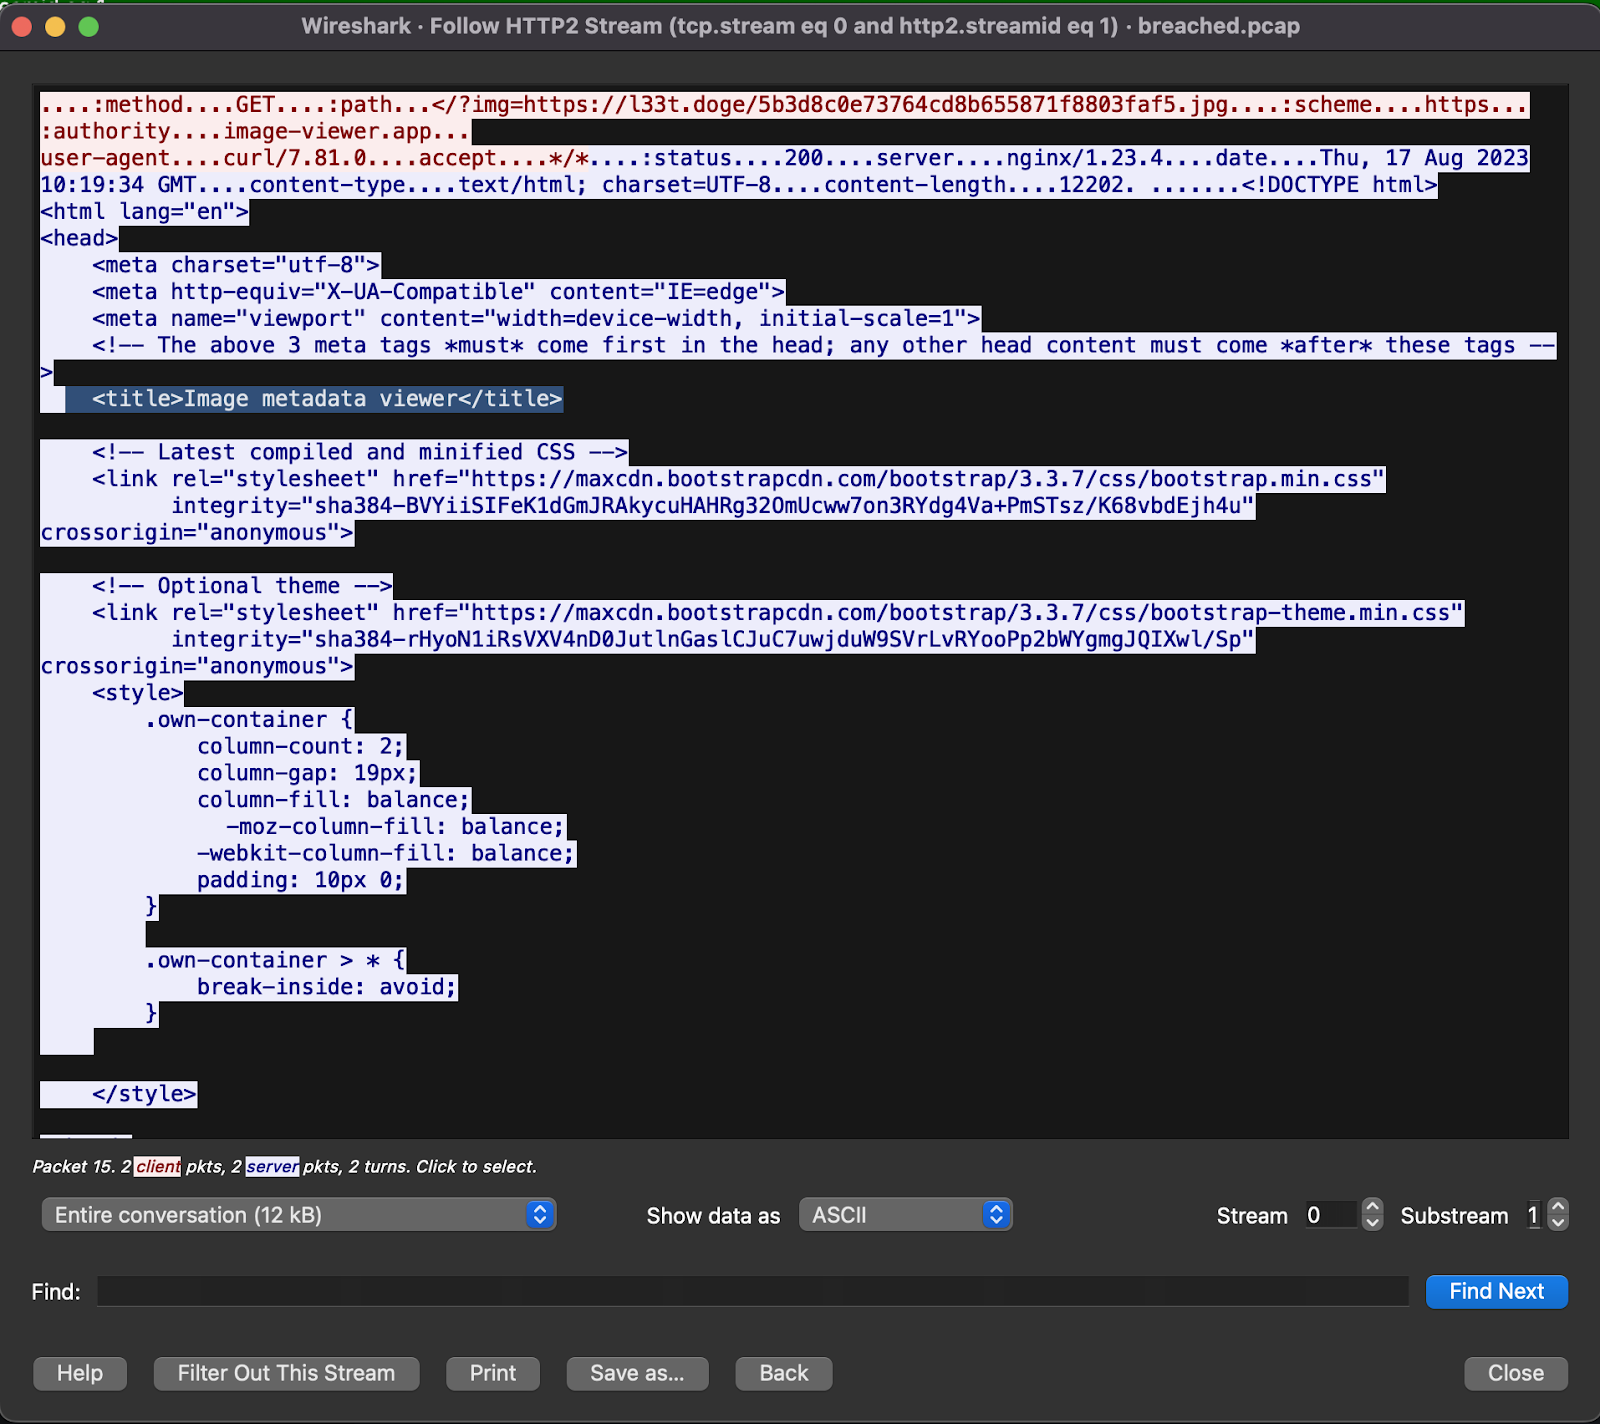 Wireshark · Follow HTTP2 Stream (tcp.stream eq 0 and http2.streamid eq 1) · breached.pcap
....:method....GET....:path...</?img=https://l33t.doge/5b3d8c0e73764cd8b655871f8803faf5.jpg....:scheme....https...
:authority....image-viewer.app...
user-agent....curl/7.81.0....accept....*/*....:status....200....server....nginx/1.23.4....date....Thu, 17 Aug 2023
10:19:34 GMT....content-type....text/html; charset=UTF-8....content-length....12202. .......<!DOCTYPE html>
<html lang="en">
<head>
    <meta charset="utf-8">
    <meta http-equiv="X-UA-Compatible" content="IE=edge">
    <meta name="viewport" content="width=device-width, initial-scale=1">
    <!-- The above 3 meta tags *must* come first in the head; any other head content must come *after* these tags --
>
    <title>Image metadata viewer</title>
    <!-- Latest compiled and minified CSS -->
    <link rel="stylesheet" href="https://maxcdn.bootstrapcdn.com/bootstrap/3.3.7/css/bootstrap.min.css"
          integrity="sha384-BVYiiSIFeK1dGmJRAkycuHAHRg32OmUcww7on3RYdg4Va+PmSTsz/K68vbdEjh4u"
crossorigin="anonymous">
    <!-- Optional theme -->
    <link rel="stylesheet" href="https://maxcdn.bootstrapcdn.com/bootstrap/3.3.7/css/bootstrap-theme.min.css"
          integrity="sha384-rHyoN1iRsVXV4nD0JutlnGaslCJuC7uwjduW9SVrLvRYooPp2bWYgmgJQIXwl/Sp"
crossorigin="anonymous">
    <style>
        .own-container {
            column-count: 2;
            column-gap: 19px;
            column-fill: balance;
              -moz-column-fill: balance;
            -webkit-column-fill: balance;
            padding: 10px 0;
        }
        .own-container > * {
            break-inside: avoid;
        }
    </style>
Packet 15. 2 client pkts, 2 server pkts, 2 turns. Click to select.
Entire conversation (12 kB) Show data as ASCII Stream 0 Substream 1
Find: Find Next
Help Filter Out This Stream Print Save as... Back Close